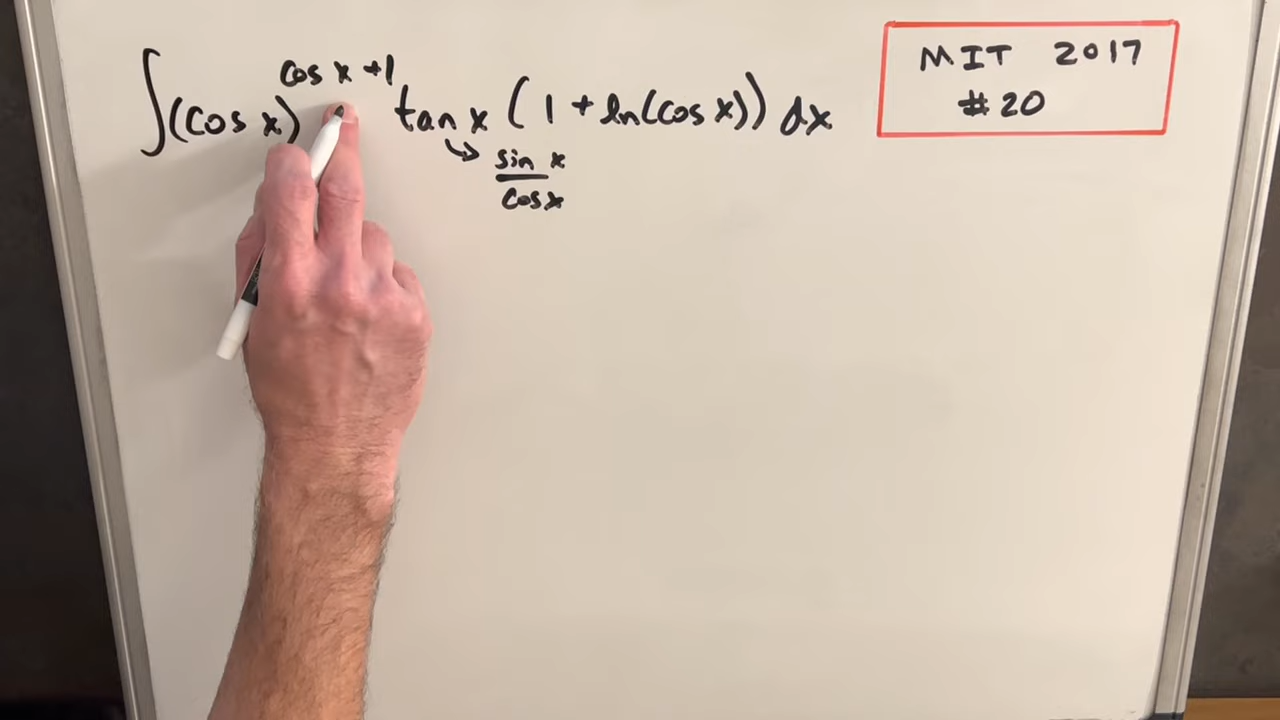 ∫(cos x)^{cos x +1} tan x (1 + ln(cos x)) dx
↳ sin x / cos x
MIT 2017
#20